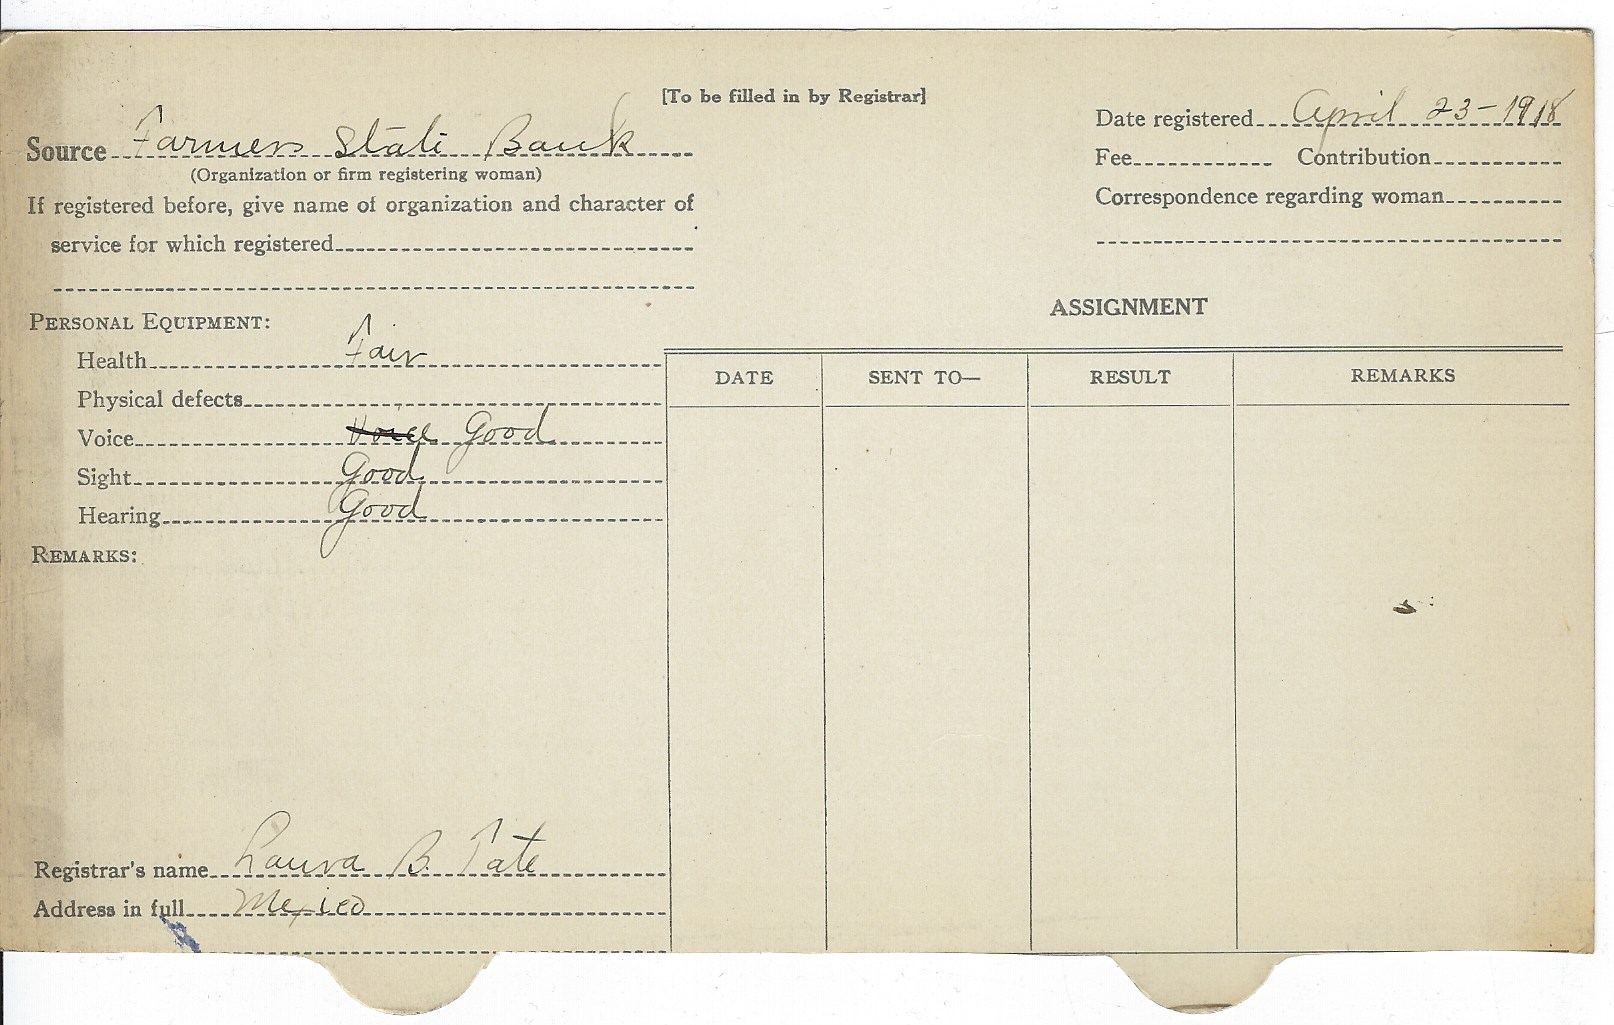 [To be filled in by Registrar]
Source Farmers State Bank
(Organization or firm registering woman)
If registered before, give name of organization and character of
service for which registered
Date registered April 23-1918
Fee Contribution
Correspondence regarding woman
PERSONAL EQUIPMENT:
Health Fair
Physical defects
Voice Voice Good
Sight Good
Hearing Good
REMARKS:
ASSIGNMENT
DATE SENT TO— RESULT REMARKS
Registrar's name Laura B. Tate
Address in full Mexico